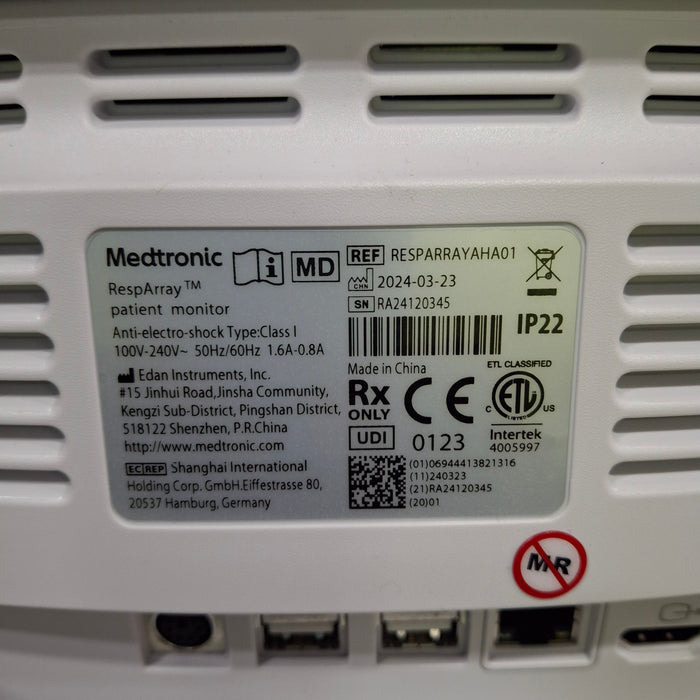 Medtronic
MD
RespArray™
patient monitor
Anti-electro-shock Type:Class I
100V-240V~ 50Hz/60Hz 1.6A-0.8A
Edan Instruments, Inc.
#15 Jinhui Road,Jinsha Community,
Kengzi Sub-District, Pingshan District,
518122 Shenzhen, P.R.China
http://www.medtronic.com
EC REP Shanghai International
Holding Corp. GmbH.Eiffestrasse 80,
20537 Hamburg, Germany
REF RESPARRAYAHA01
CHN 2024-03-23
SN RA24120345
IP22
Made in China
Rx
ONLY
CE
0123
UDI
ETL CLASSIFIED
C ETL US
LISTED
Intertek
4005997
(01)06944413821316
(11)240323
(21)RA24120345
(20)01
MR